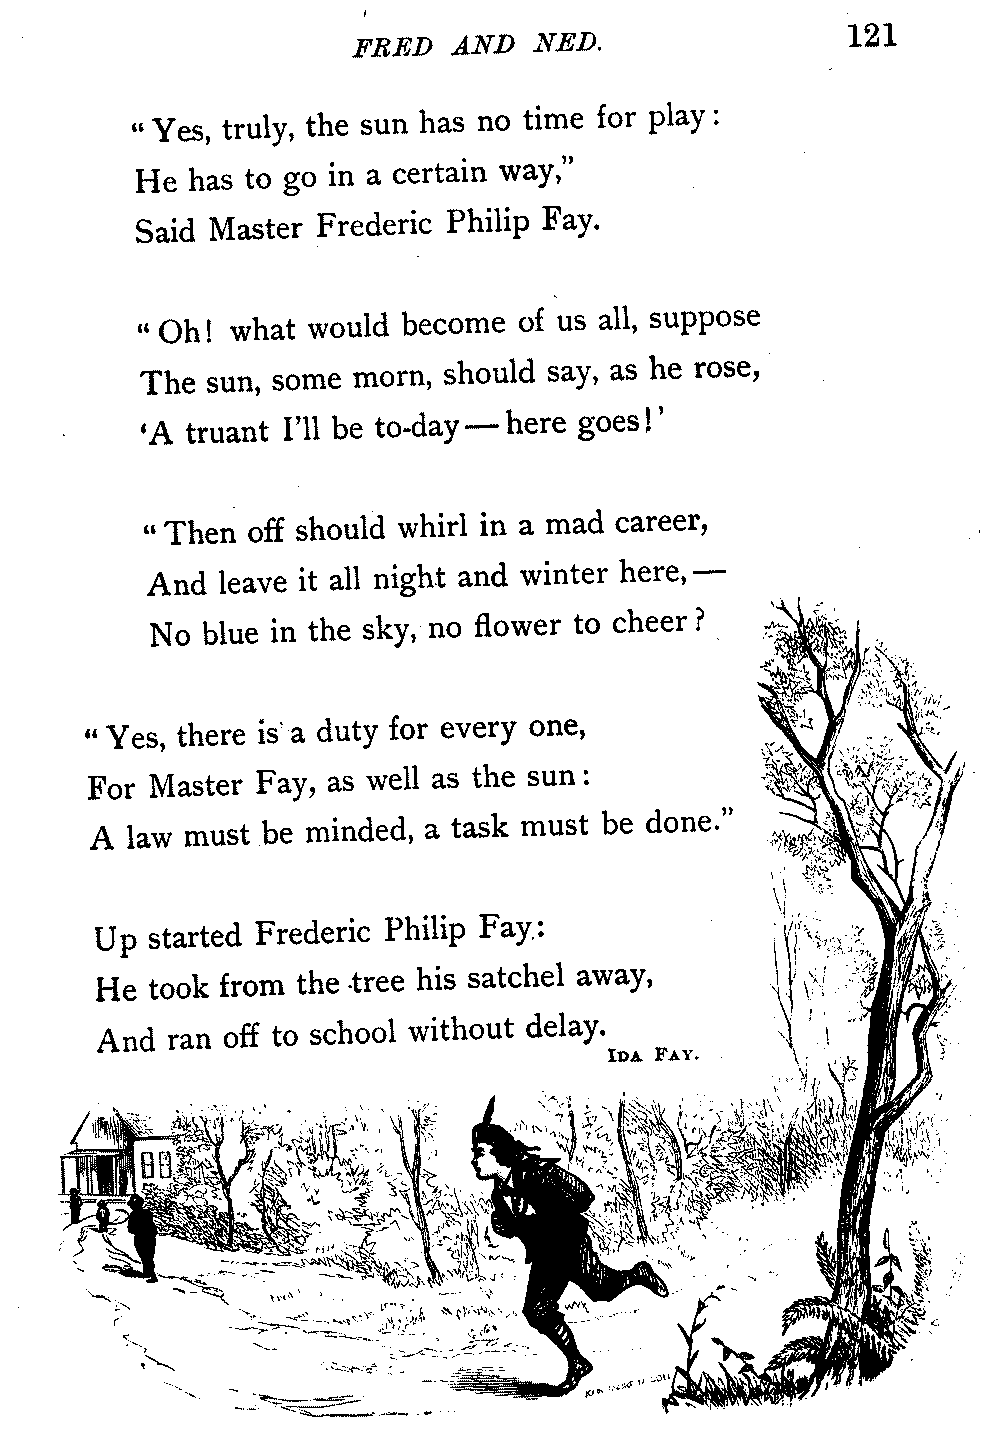 FRED AND NED. 121
“Yes, truly, the sun has no time for play:
He has to go in a certain way,”
Said Master Frederic Philip Fay.
“Oh! what would become of us all, suppose
The sun, some morn, should say, as he rose,
‘A truant I’ll be to-day—here goes!’
“Then off should whirl in a mad career,
And leave it all night and winter here,—
No blue in the sky, no flower to cheer?
“Yes, there is a duty for every one,
For Master Fay, as well as the sun:
A law must be minded, a task must be done.”
Up started Frederic Philip Fay:
He took from the tree his satchel away,
And ran off to school without delay.
IDA FAY.